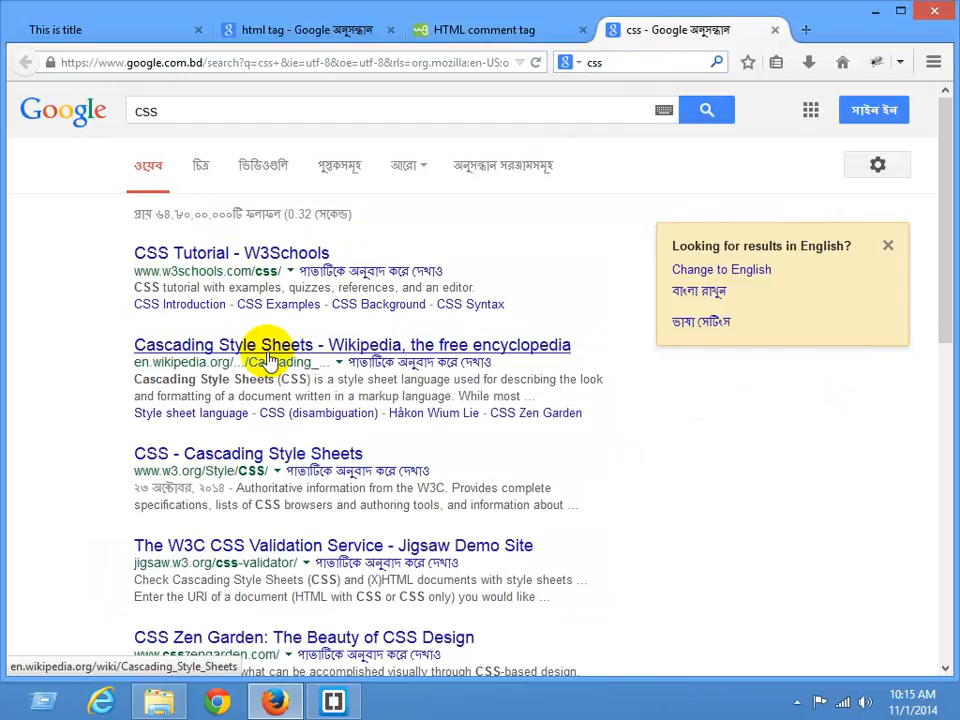 This is title
html tag - Google অনুসন্ধান
HTML comment tag
css - Google অনুসন্ধান
https://www.google.com.bd/search?q=css+&ie=utf-8&oe=utf-8&rls=org.mozilla:en-US:o
css
Google
css
সাইন ইন
ওয়েব
চিত্র
ভিডিওগুলি
পুস্তকসমূহ
আরো
অনুসন্ধান সরঞ্জামসমূহ
প্রায় ৬৪,৮০,০০,০০০টি ফলাফল (0.32 সেকেন্ড)
CSS Tutorial - W3Schools
www.w3schools.com/css/ পাতাটিকে অনুবাদ করে দেখাও
CSS tutorial with examples, quizzes, references, and an editor.
CSS Introduction - CSS Examples - CSS Background - CSS Syntax
Looking for results in English?
Change to English
বাংলা রাখুন
ভাষা সেটিংস
Cascading Style Sheets - Wikipedia, the free encyclopedia
en.wikipedia.org/.../Cascading_... পাতাটিকে অনুবাদ করে দেখাও
Cascading Style Sheets (CSS) is a style sheet language used for describing the look
and formatting of a document written in a markup language. While most ...
Style sheet language - CSS (disambiguation) - Håkon Wium Lie - CSS Zen Garden
CSS - Cascading Style Sheets
www.w3.org/Style/CSS/ পাতাটিকে অনুবাদ করে দেখাও
২৩ অক্টোবর, ২০১৪ - Authoritative information from the W3C. Provides complete
specifications, lists of CSS browsers and authoring tools, and information about ...
The W3C CSS Validation Service - Jigsaw Demo Site
jigsaw.w3.org/css-validator/ পাতাটিকে অনুবাদ করে দেখাও
Check Cascading Style Sheets (CSS) and (X)HTML documents with style sheets ...
Enter the URI of a document (HTML with CSS or CSS only) you would like ...
CSS Zen Garden: The Beauty of CSS Design
www.csszengarden.com/ পাতাটিকে অনুবাদ করে দেখাও
what can be accomplished visually through CSS-based design.
en.wikipedia.org/wiki/Cascading_Style_Sheets
10:15 AM
11/1/2014